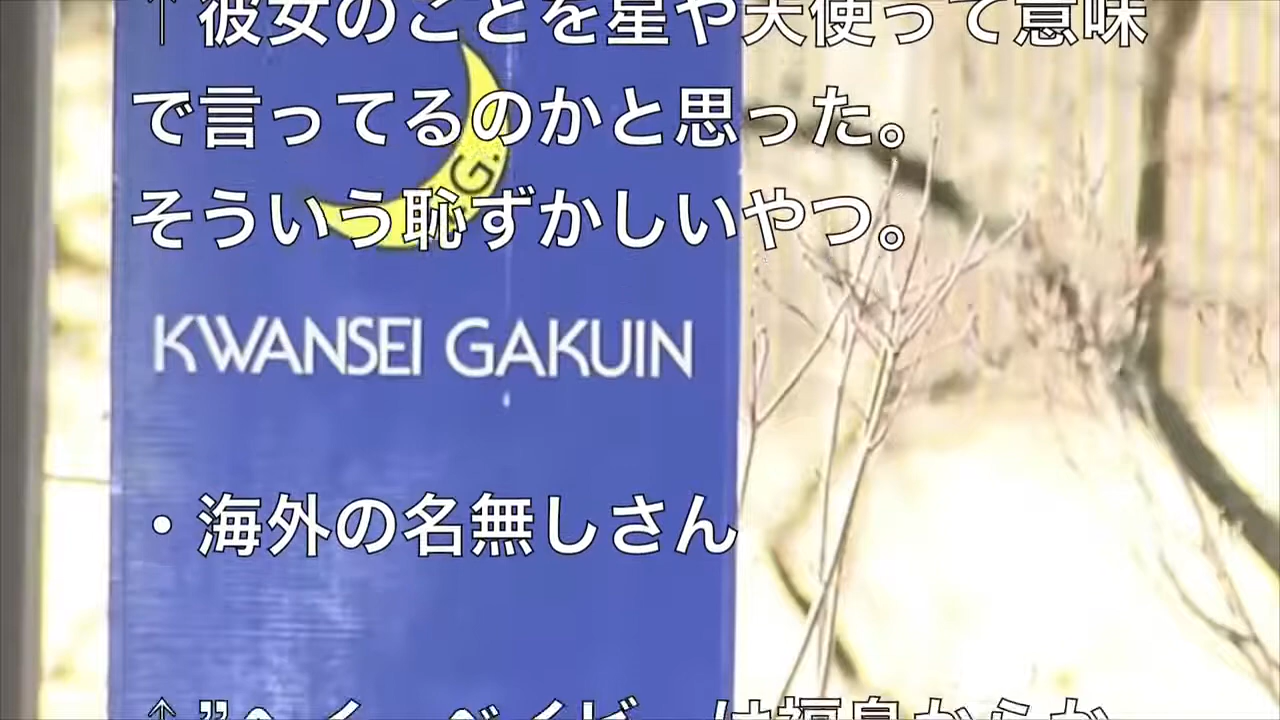 ↑彼女のことを星や天使って意味
で言ってるのかと思った。
そういう恥ずかしいやつ。
G.
KWANSEI GAKUIN
・海外の名無しさん